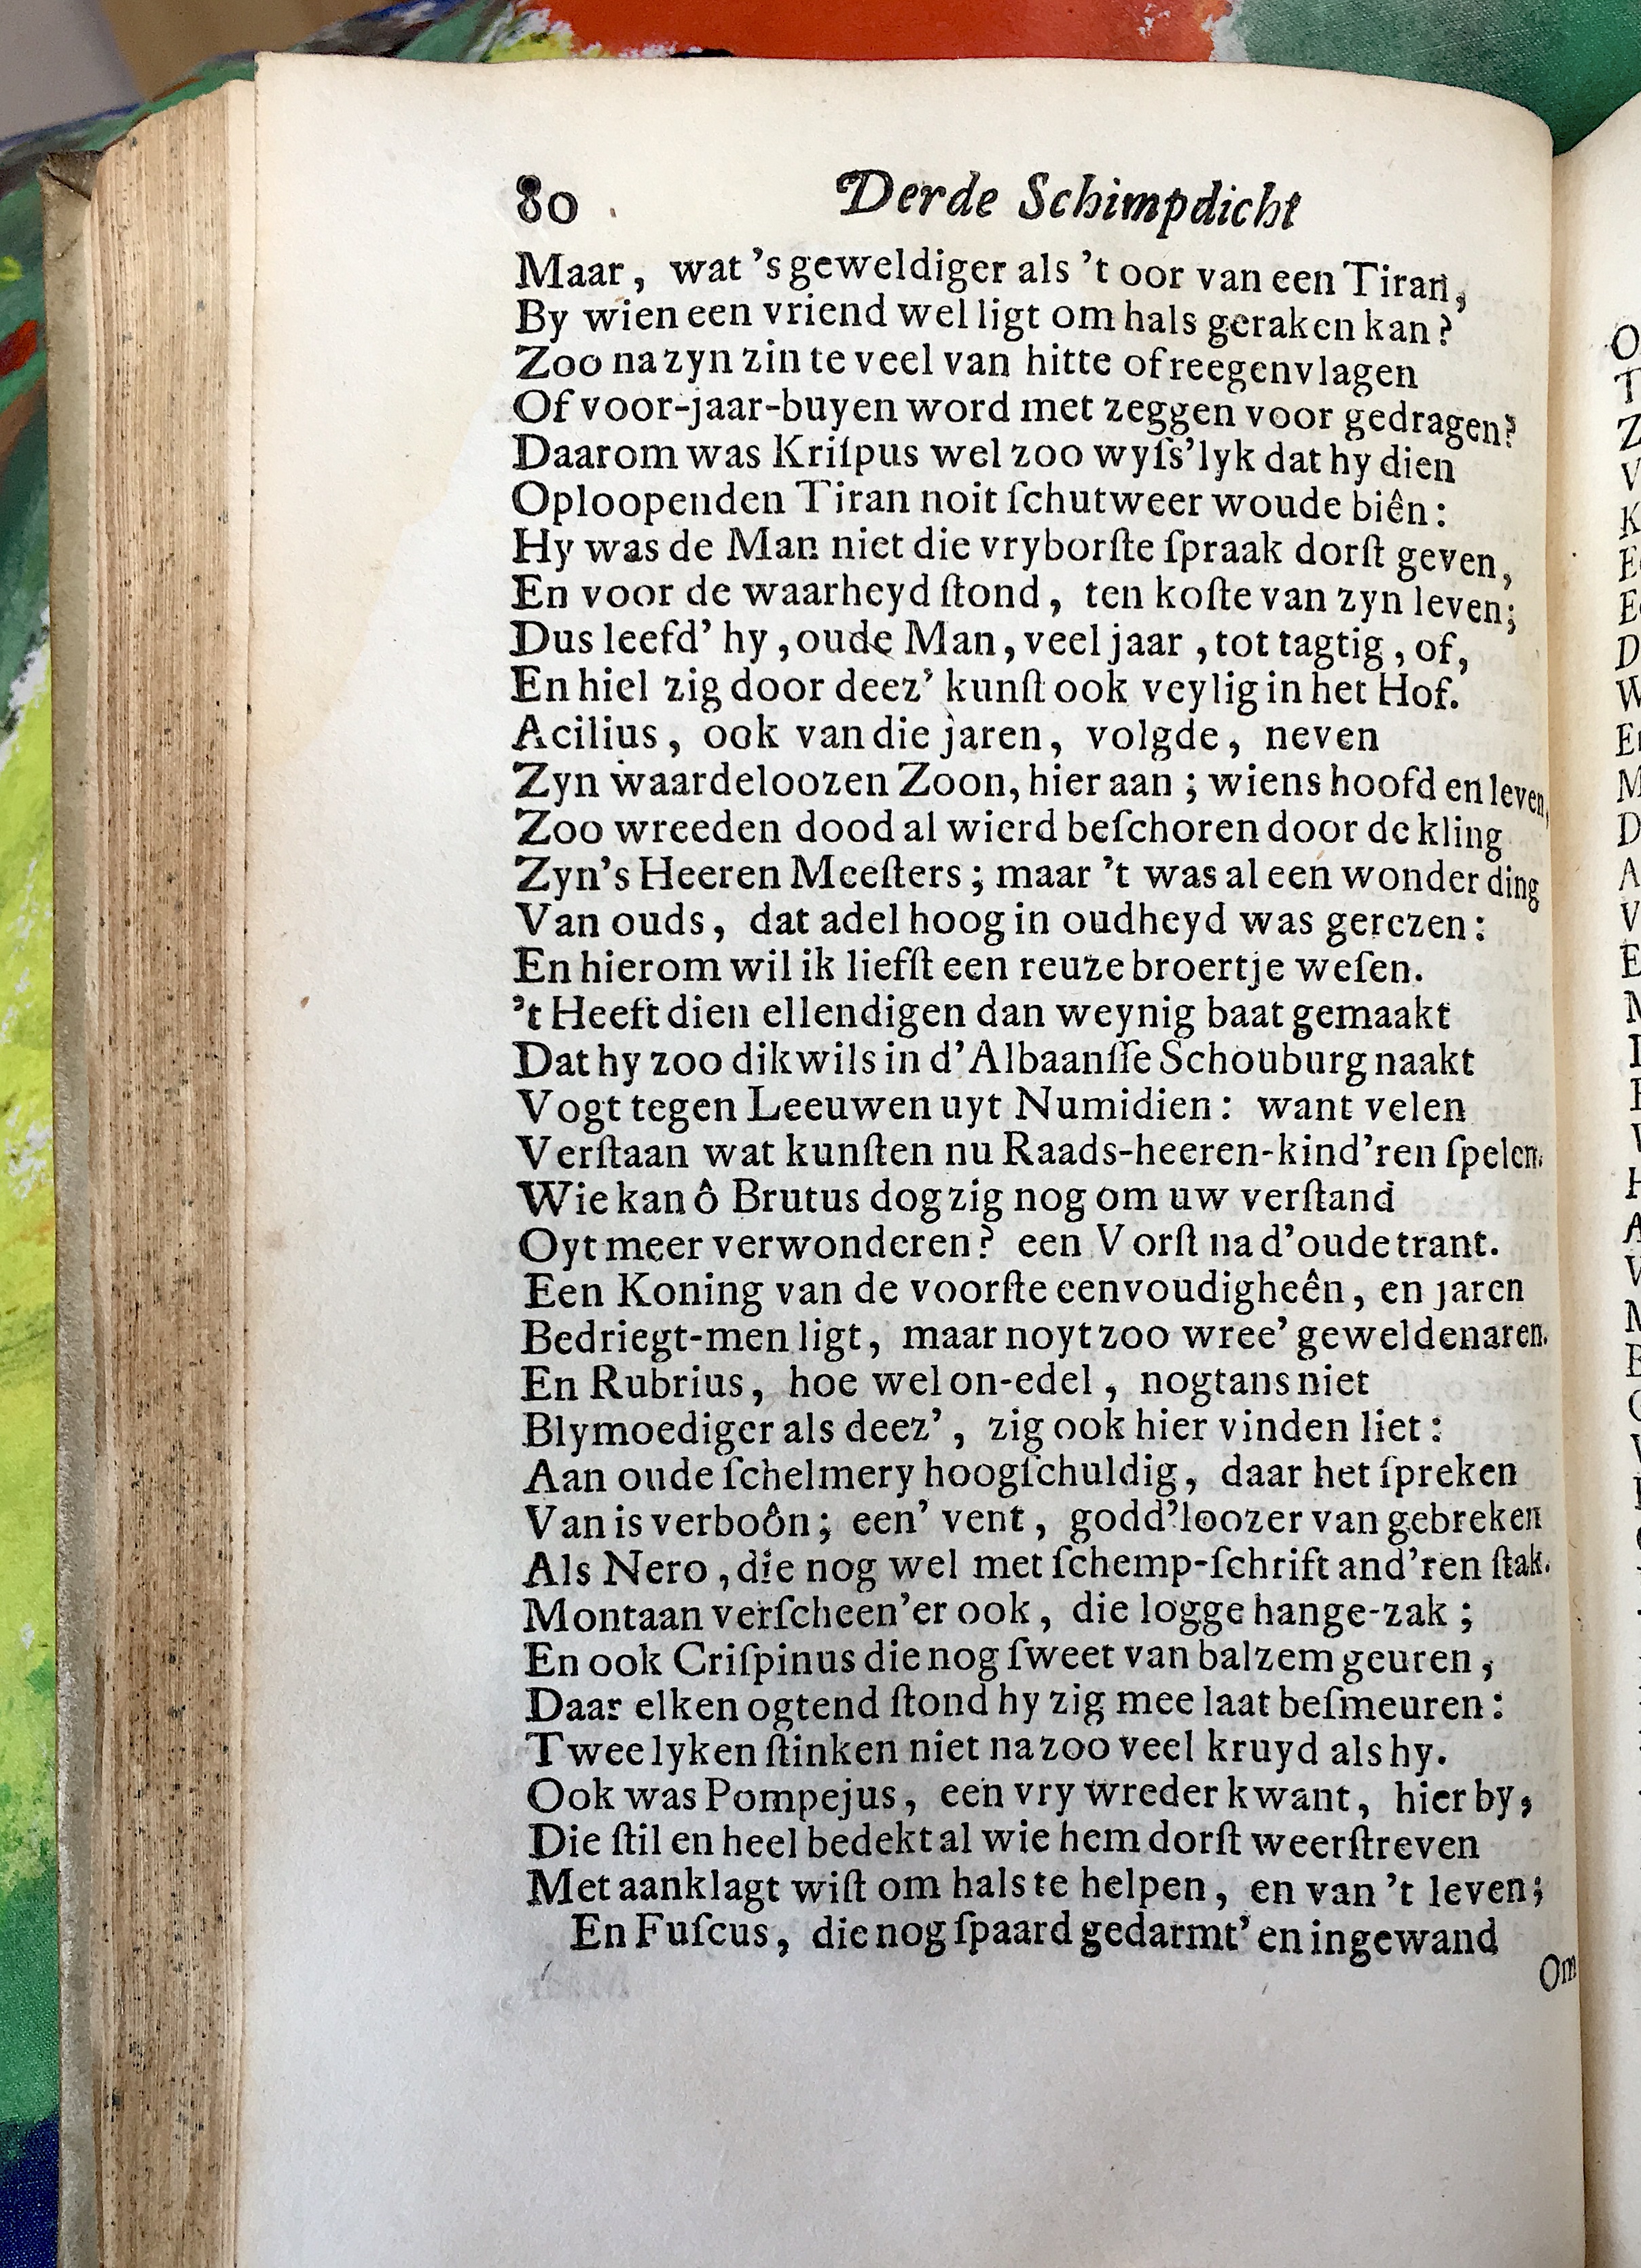 80 Derde Schimpdicht
Maar, wat 's geweldiger als 't oor van een Tiran,
By wien een vriend wel ligt om hals geraken kan?
Zoo na zyn zin te veel van hitte of reegenvlagen
Of voor-jaar-buyen word met zeggen voor gedragen?
Daarom was Kriſpus wel zoo wyſs'lyk dat hy dien
Oploopenden Tiran noit ſchutweer woude biên:
Hy was de Man niet die vryborſte ſpraak dorſt geven,
En voor de waarheyd ſtond, ten koſte van zyn leven;
Dus leefd' hy, oude Man, veel jaar, tot tagtig, of,
En hiel zig door deez' kunſt ook veylig in het Hof.
Acilius, ook van die jaren, volgde, neven
Zyn waardeloozen Zoon, hier aan; wiens hoofd en leven,
Zoo wreeden dood al wierd beſchoren door de kling
Zyn's Heeren Meeſters; maar 't was al een wonder ding
Van ouds, dat adel hoog in oudheyd was gerezen:
En hierom wil ik liefſt een reuze broertje weſen.
't Heeft dien ellendigen dan weynig baat gemaakt
Dat hy zoo dikwils in d'Albaanſſe Schouburg naakt
Vogt tegen Leeuwen uyt Numidien: want velen
Verſtaan wat kunſten nu Raads-heeren-kind'ren ſpelen.
Wie kan ô Brutus dog zig nog om uw verſtand
Oyt meer verwonderen? een Vorſt na d'oude trant.
Een Koning van de voorſte eenvoudigheên, en jaren
Bedriegt-men ligt, maar noyt zoo wree' geweldenaren.
En Rubrius, hoe wel on-edel, nogtans niet
Blymoediger als deez', zig ook hier vinden liet:
Aan oude ſchelmery hoogſchuldig, daar het ſpreken
Van is verboôn; een' vent, godd'loozer van gebreken
Als Nero, die nog wel met ſchemp-ſchrift and'ren ſtak.
Montaan verſcheen'er ook, die logge hange-zak;
En ook Criſpinus die nog ſweet van balzem geuren,
Daar elken ogtend ſtond hy zig mee laat beſmeuren:
Twee lyken ſtinken niet na zoo veel kruyd als hy.
Ook was Pompejus, een vry wreder kwant, hier by,
Die ſtil en heel bedekt al wie hem dorſt weerſtreven
Met aanklagt wiſt om hals te helpen, en van 't leven;
En Fuſcus, die nog ſpaard gedarmt' en ingewand
Om